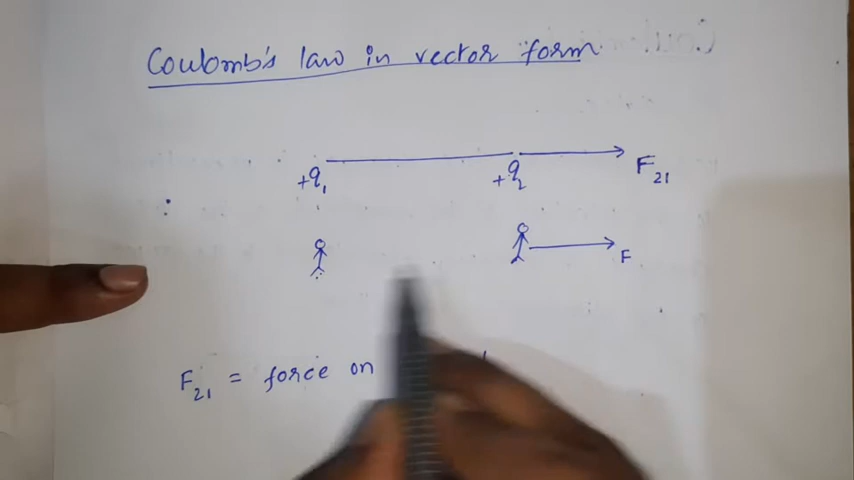 Coulomb's law in vector form
+q₁ +q₂ F₂₁
F
F₂₁ = force on